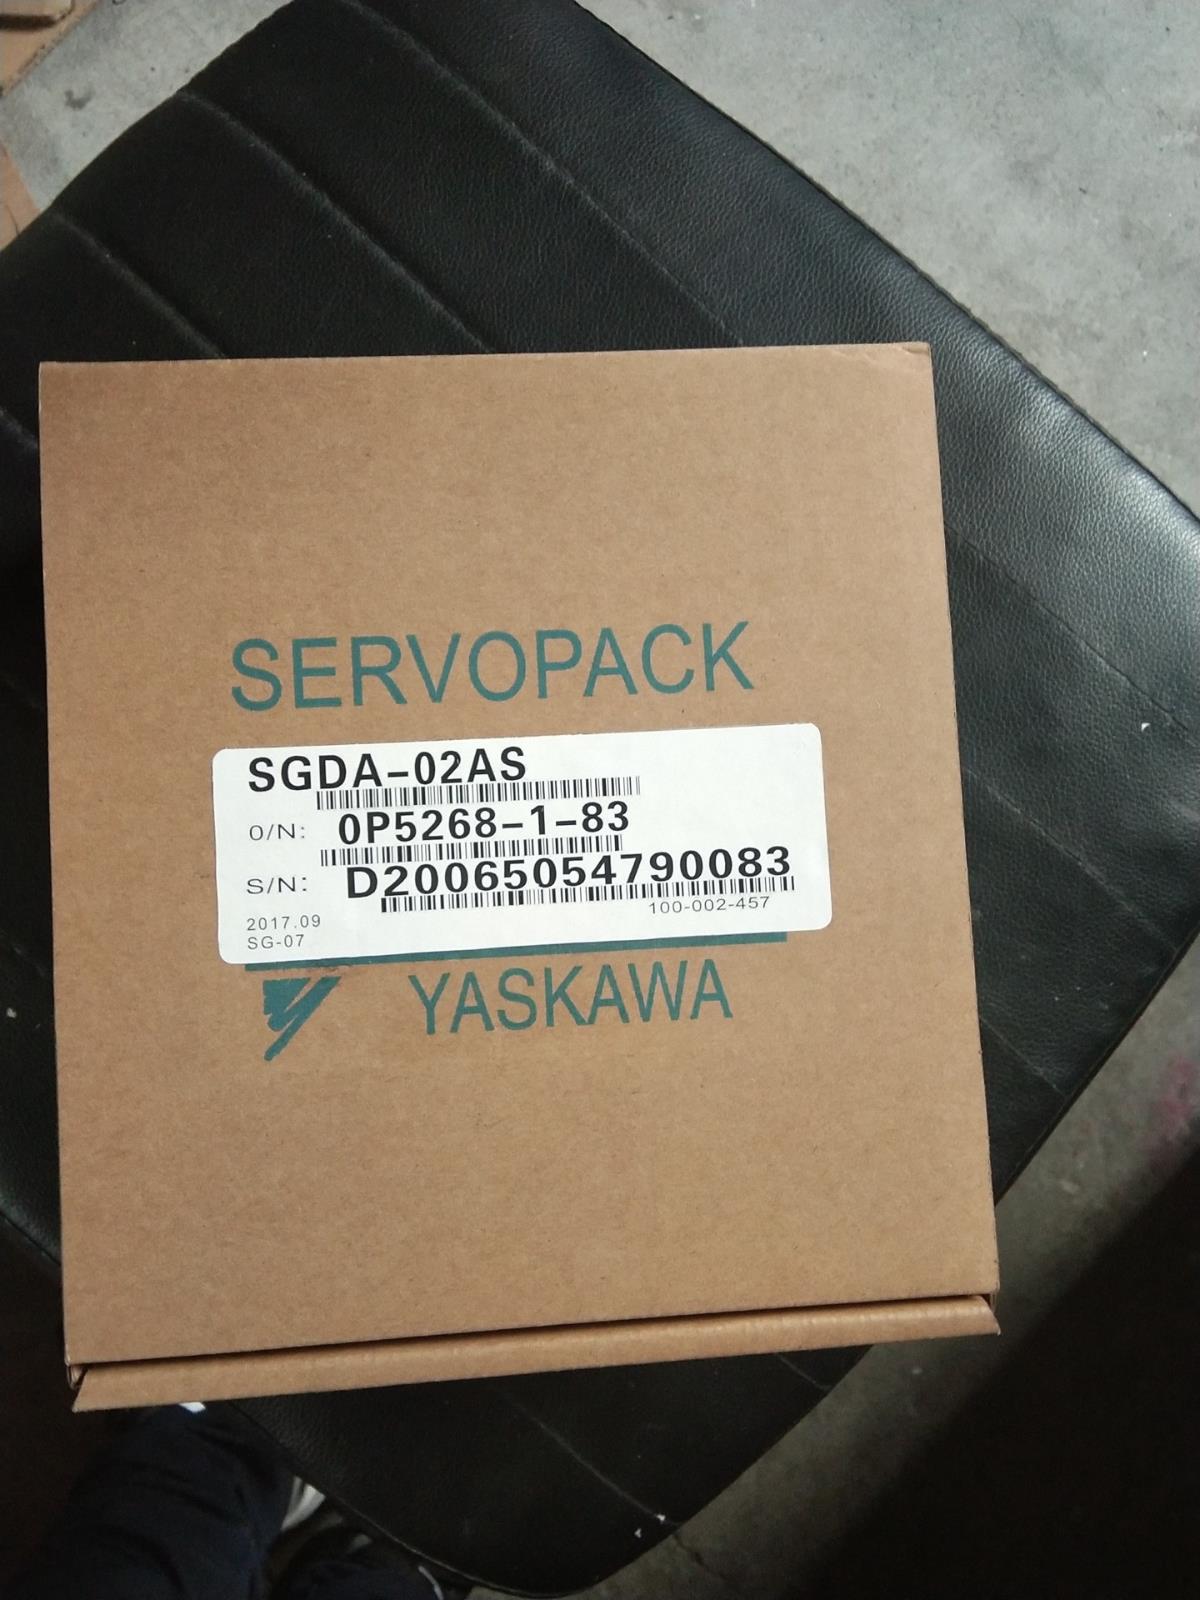 SERVOPACK
SGDA-02AS
O/N: 0P5268-1-83
S/N: D20065054790083
100-002-457
2017.09
SG-07
YASKAWA